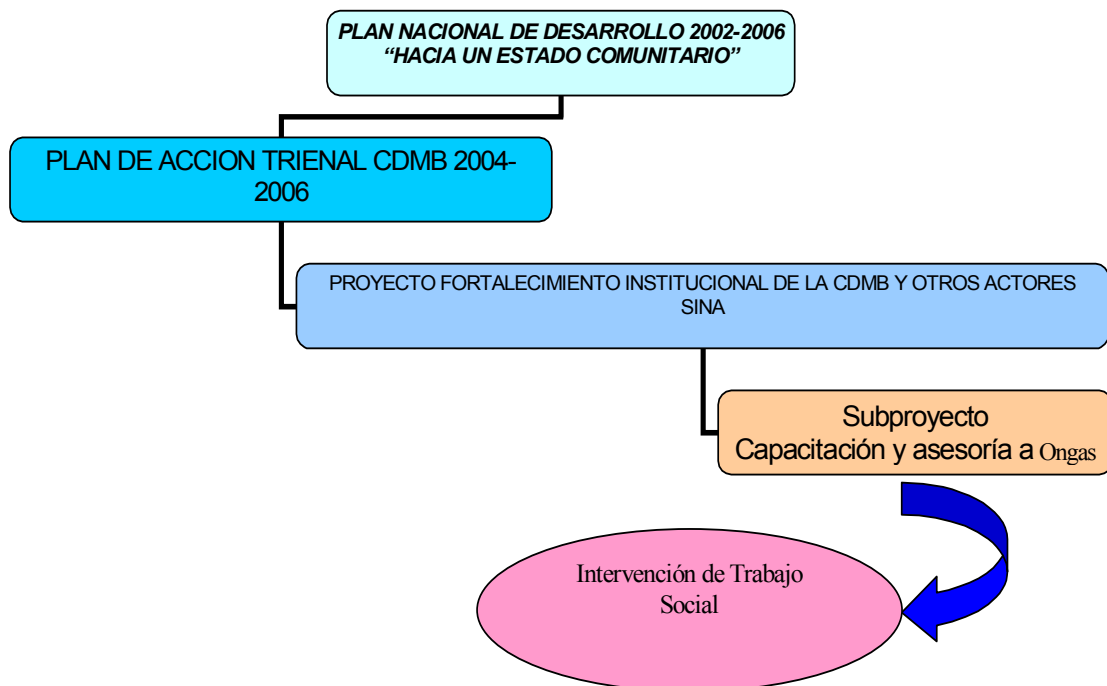 PLAN NACIONAL DE DESARROLLO 2002-2006
“HACIA UN ESTADO COMUNITARIO”
PLAN DE ACCION TRIENAL CDMB 2004-
2006
PROYECTO FORTALECIMIENTO INSTITUCIONAL DE LA CDMB Y OTROS ACTORES
SINA
Subproyecto
Capacitación y asesoría a Ongas
Intervención de Trabajo
Social